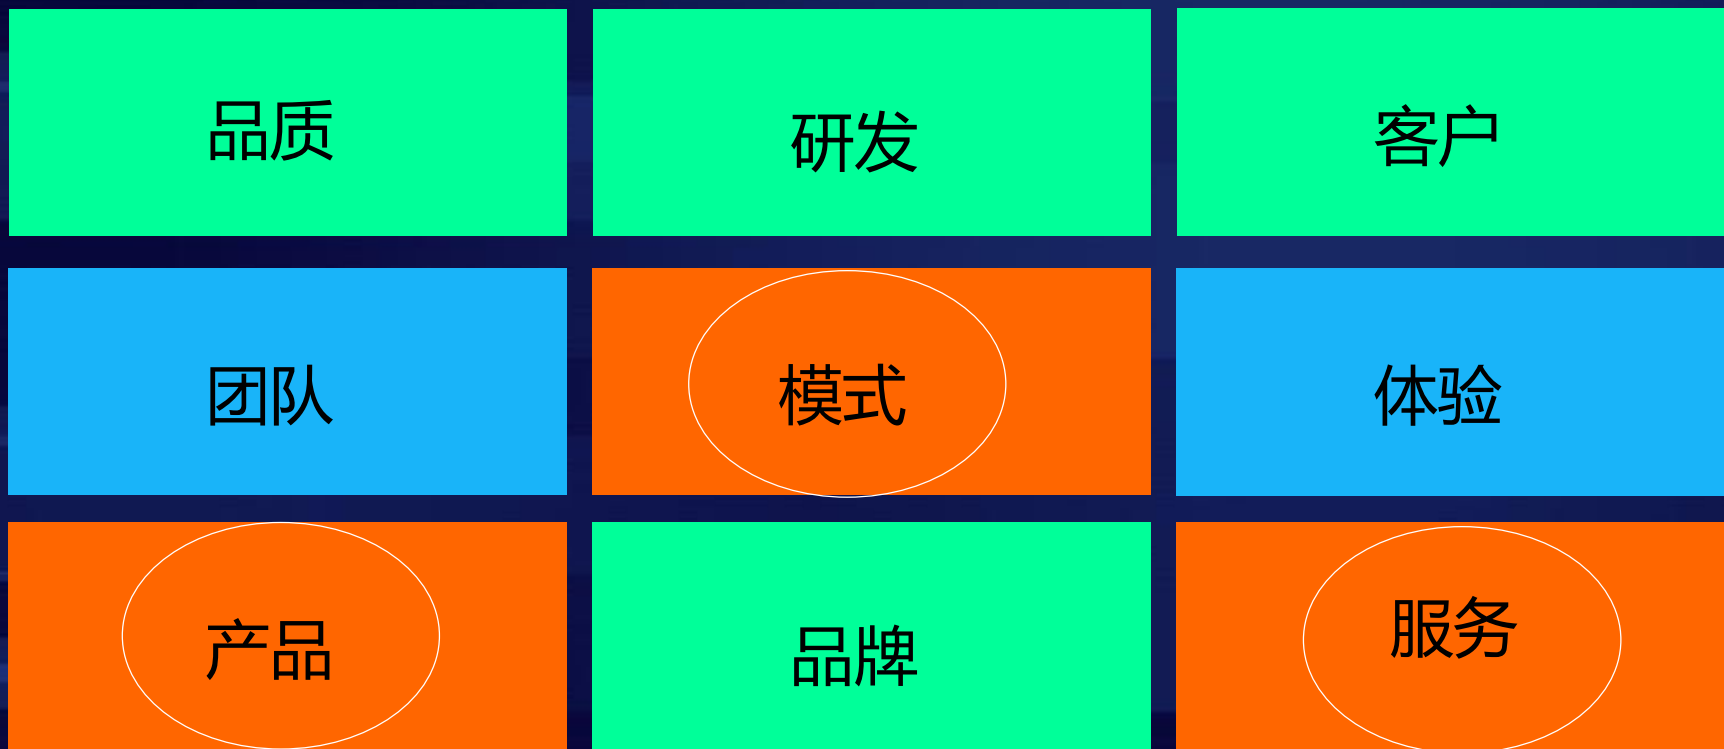 品质
研发
客户
团队
模式
体验
产品
品牌
服务